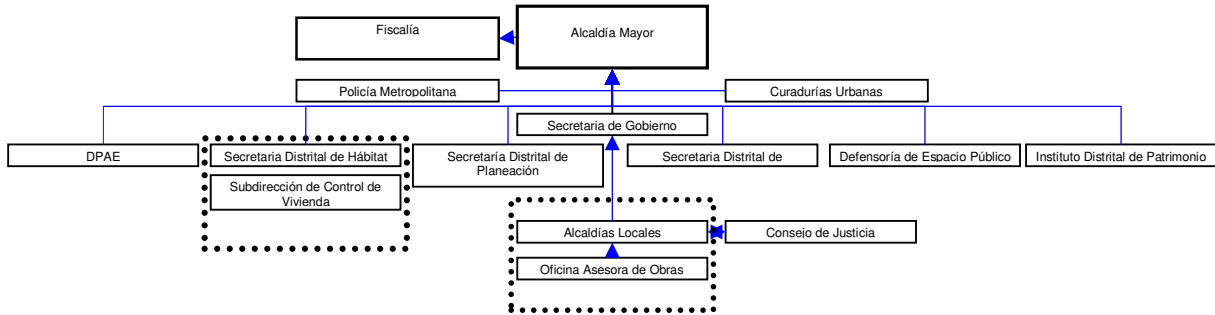 Fiscalía
Alcaldía Mayor
Policía Metropolitana
Curadurías Urbanas
Secretaria de Gobierno
DPAE
Secretaria Distrital de Hábitat
Secretaría Distrital de
Planeación
Secretaria Distrital de
Defensoría de Espacio Público
Instituto Distrital de Patrimonio
Subdirección de Control de
Vivienda
Alcaldías Locales
Consejo de Justicia
Oficina Asesora de Obras